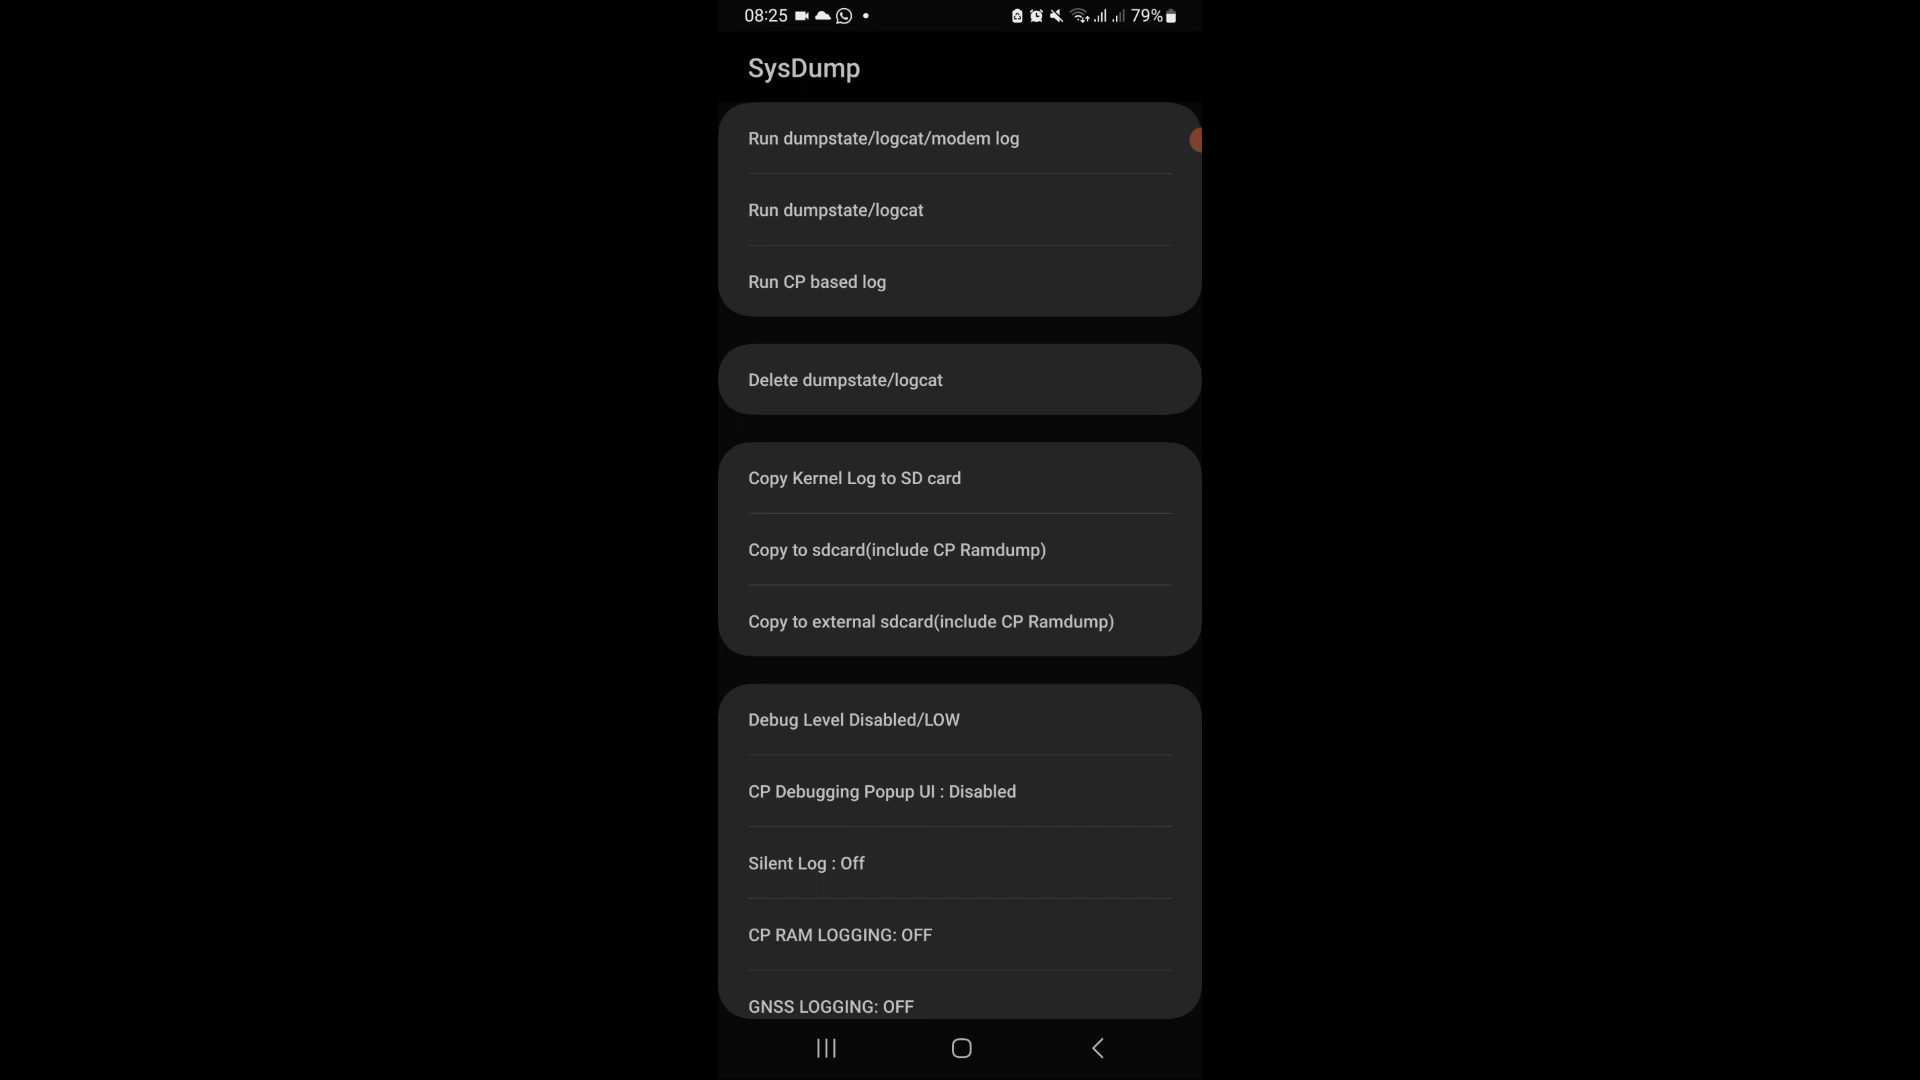 08:25
79%
SysDump
Run dumpstate/logcat/modem log
Run dumpstate/logcat
Run CP based log
Delete dumpstate/logcat
Copy Kernel Log to SD card
Copy to sdcard(include CP Ramdump)
Copy to external sdcard(include CP Ramdump)
Debug Level Disabled/LOW
CP Debugging Popup UI : Disabled
Silent Log : Off
CP RAM LOGGING: OFF
GNSS LOGGING: OFF